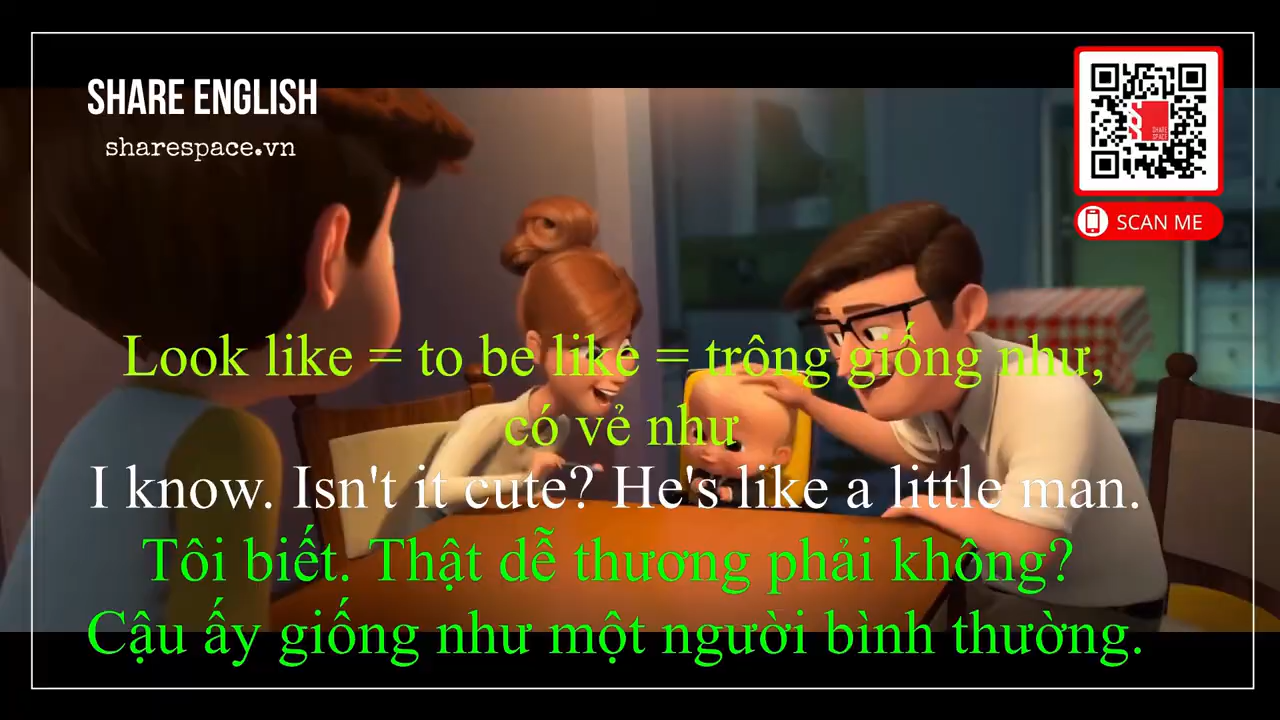 SHARE ENGLISH
sharespace.vn
SHARE
SPACE
SCAN ME
Look like = to be like = trông giống như,
có vẻ như
I know. Isn't it cute? He's like a little man.
Tôi biết. Thật dễ thương phải không?
Cậu ấy giống như một người bình thường.